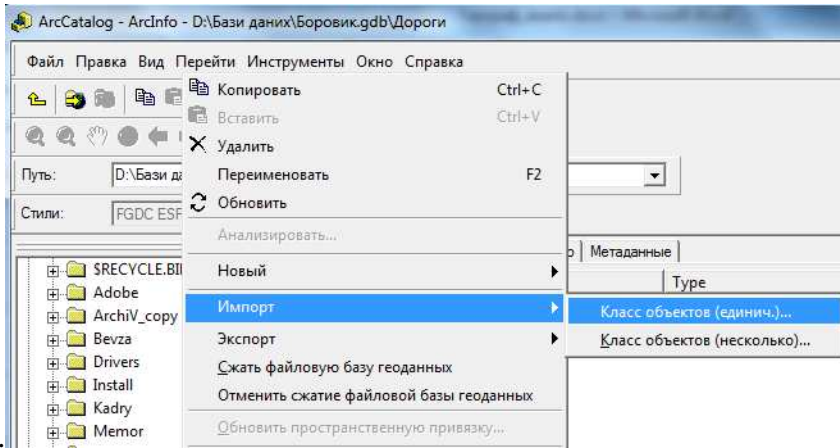 ArcCatalog - ArcInfo - D:\Бази даних\Боровик.gdb\Дороги
Файл Правка Вид Перейти Инструменты Окно Справка
Копировать Ctrl+C
Вставить Ctrl+V
Удалить
Путь: D:\Бази да
Переименовать F2
Стили: FGDC ESF
Обновить
Анализировать...
Метаданные
$RECYCLE.BI
Новый
Type
Adobe
ArchiV_copy
Импорт
Класс объектов (единич.)...
Bevza
Экспорт
Класс объектов (несколько)...
Drivers
Сжать файловую базу геоданных
Install
Отменить сжатие файловой базы геоданных
Kadry
Memor
Обновить пространственную привязку...